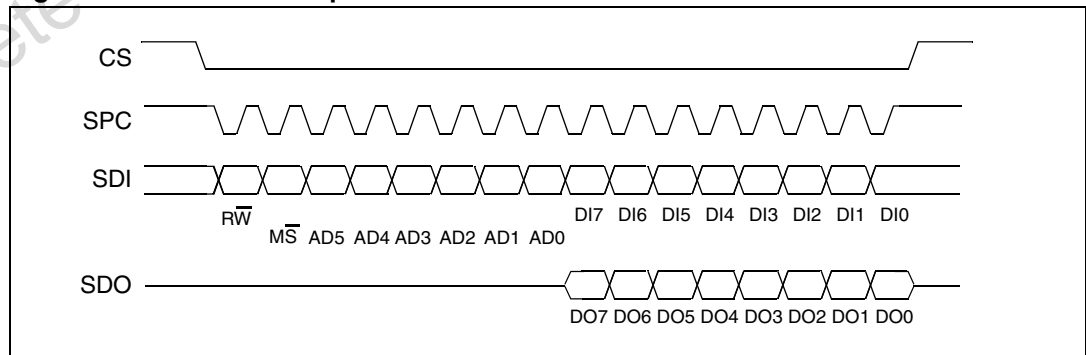 CS
SPC
SDI
RW̅ DI7 DI6 DI5 DI4 DI3 DI2 DI1 DI0
MS̅ AD5 AD4 AD3 AD2 AD1 AD0
SDO
DO7 DO6 DO5 DO4 DO3 DO2 DO1 DO0